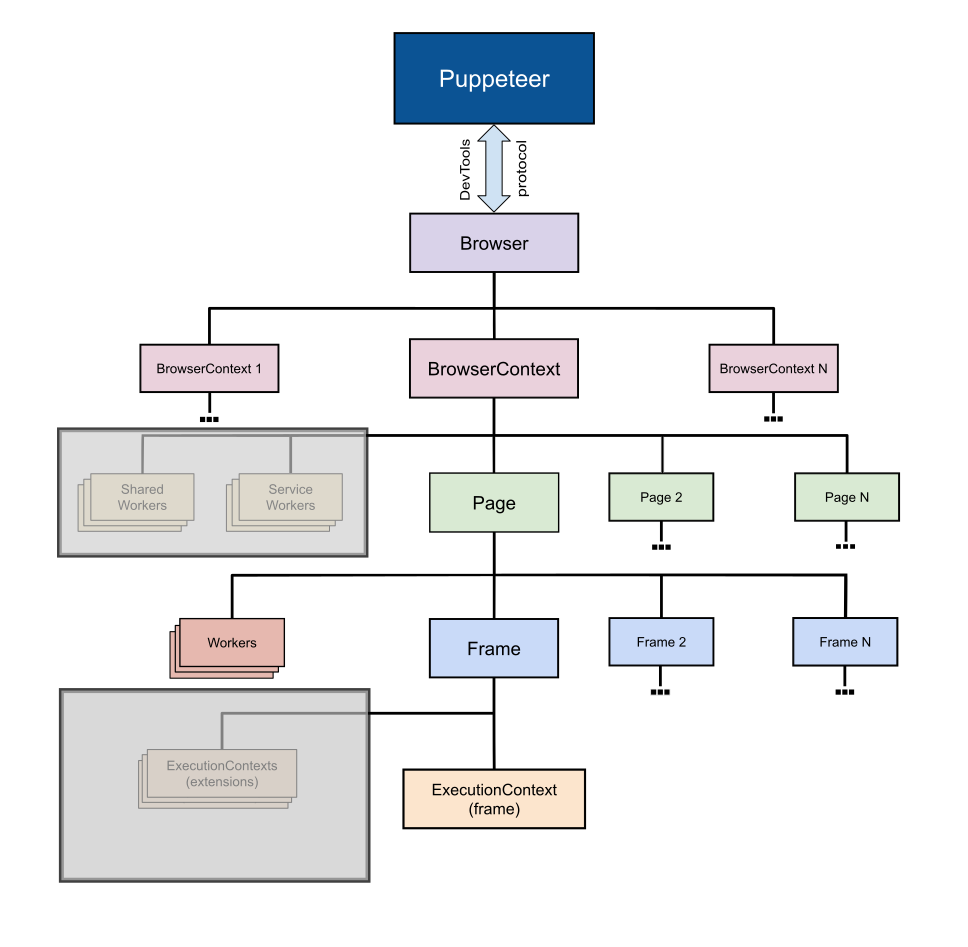 Puppeteer
DevTools
protocol
Browser
BrowserContext 1
BrowserContext
BrowserContext N
Shared
Workers
Service
Workers
Page
Page 2
Page N
Workers
Frame
Frame 2
Frame N
ExecutionContexts
(extensions)
ExecutionContext
(frame)